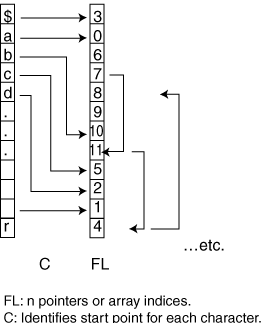 $ 3
a 0
b 6
c 7
d 8
. 9
. 10
. 11
5
2
1
r 4
...etc.
C FL
FL: n pointers or array indices.
C: Identifies start point for each character.